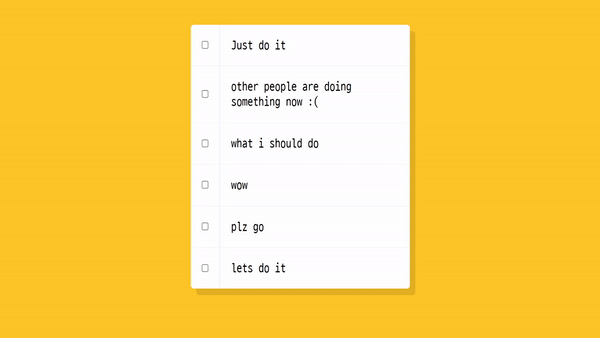 Just do it
other people are doing
something now :(
what i should do
wow
plz go
lets do it